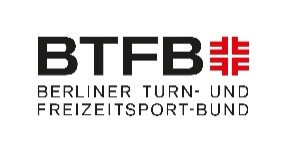 BTFB
BERLINER TURN- UND
FREIZEITSPORT-BUND